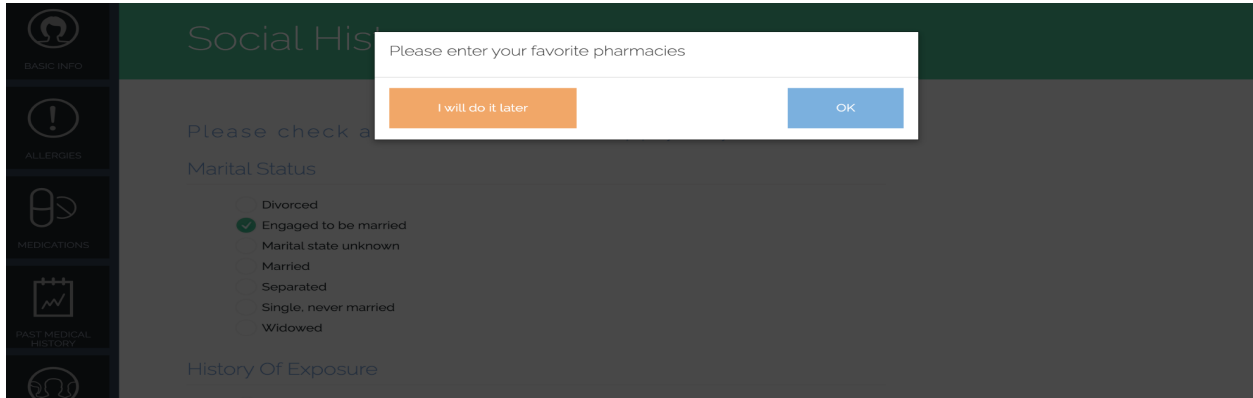 BASIC INFO
ALLERGIES
MEDICATIONS
PAST MEDICAL
HISTORY
Social His
Please enter your favorite pharmacies
I will do it later
OK
Please check a
Marital Status
Divorced
Engaged to be married
Marital state unknown
Married
Separated
Single, never married
Widowed
History Of Exposure